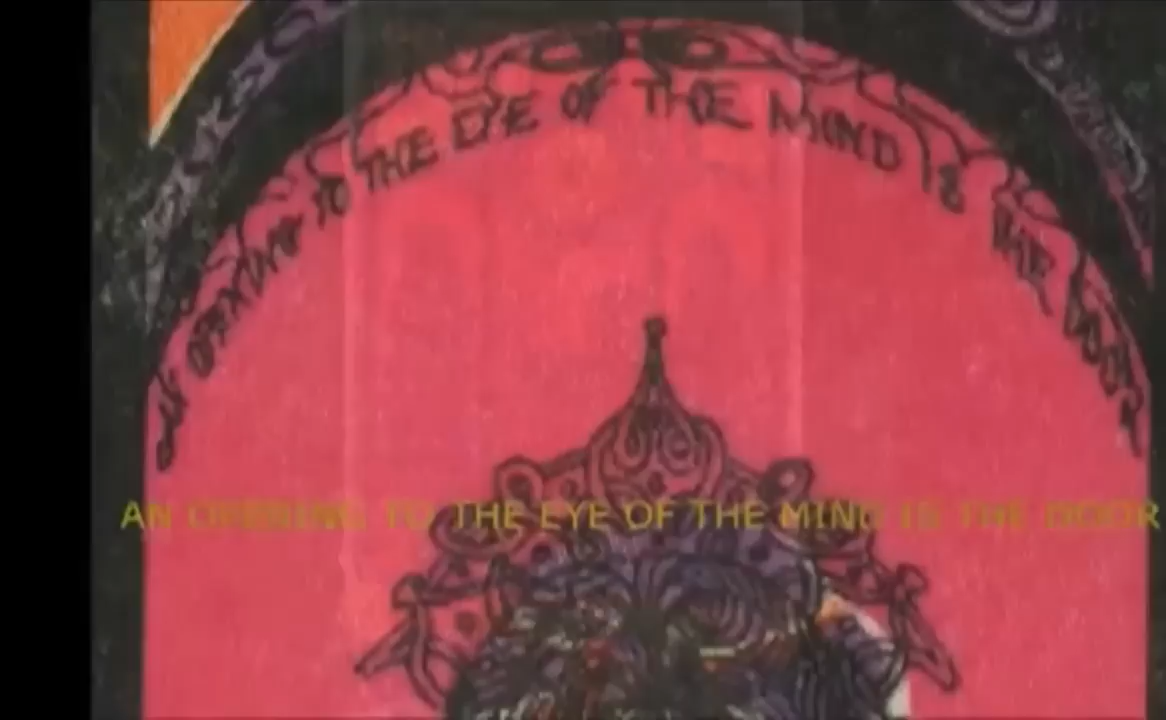 AN OPENING TO THE EYE OF THE MIND IS THE DOOR
AN OPENING TO THE EYE OF THE MIND IS THE DOOR